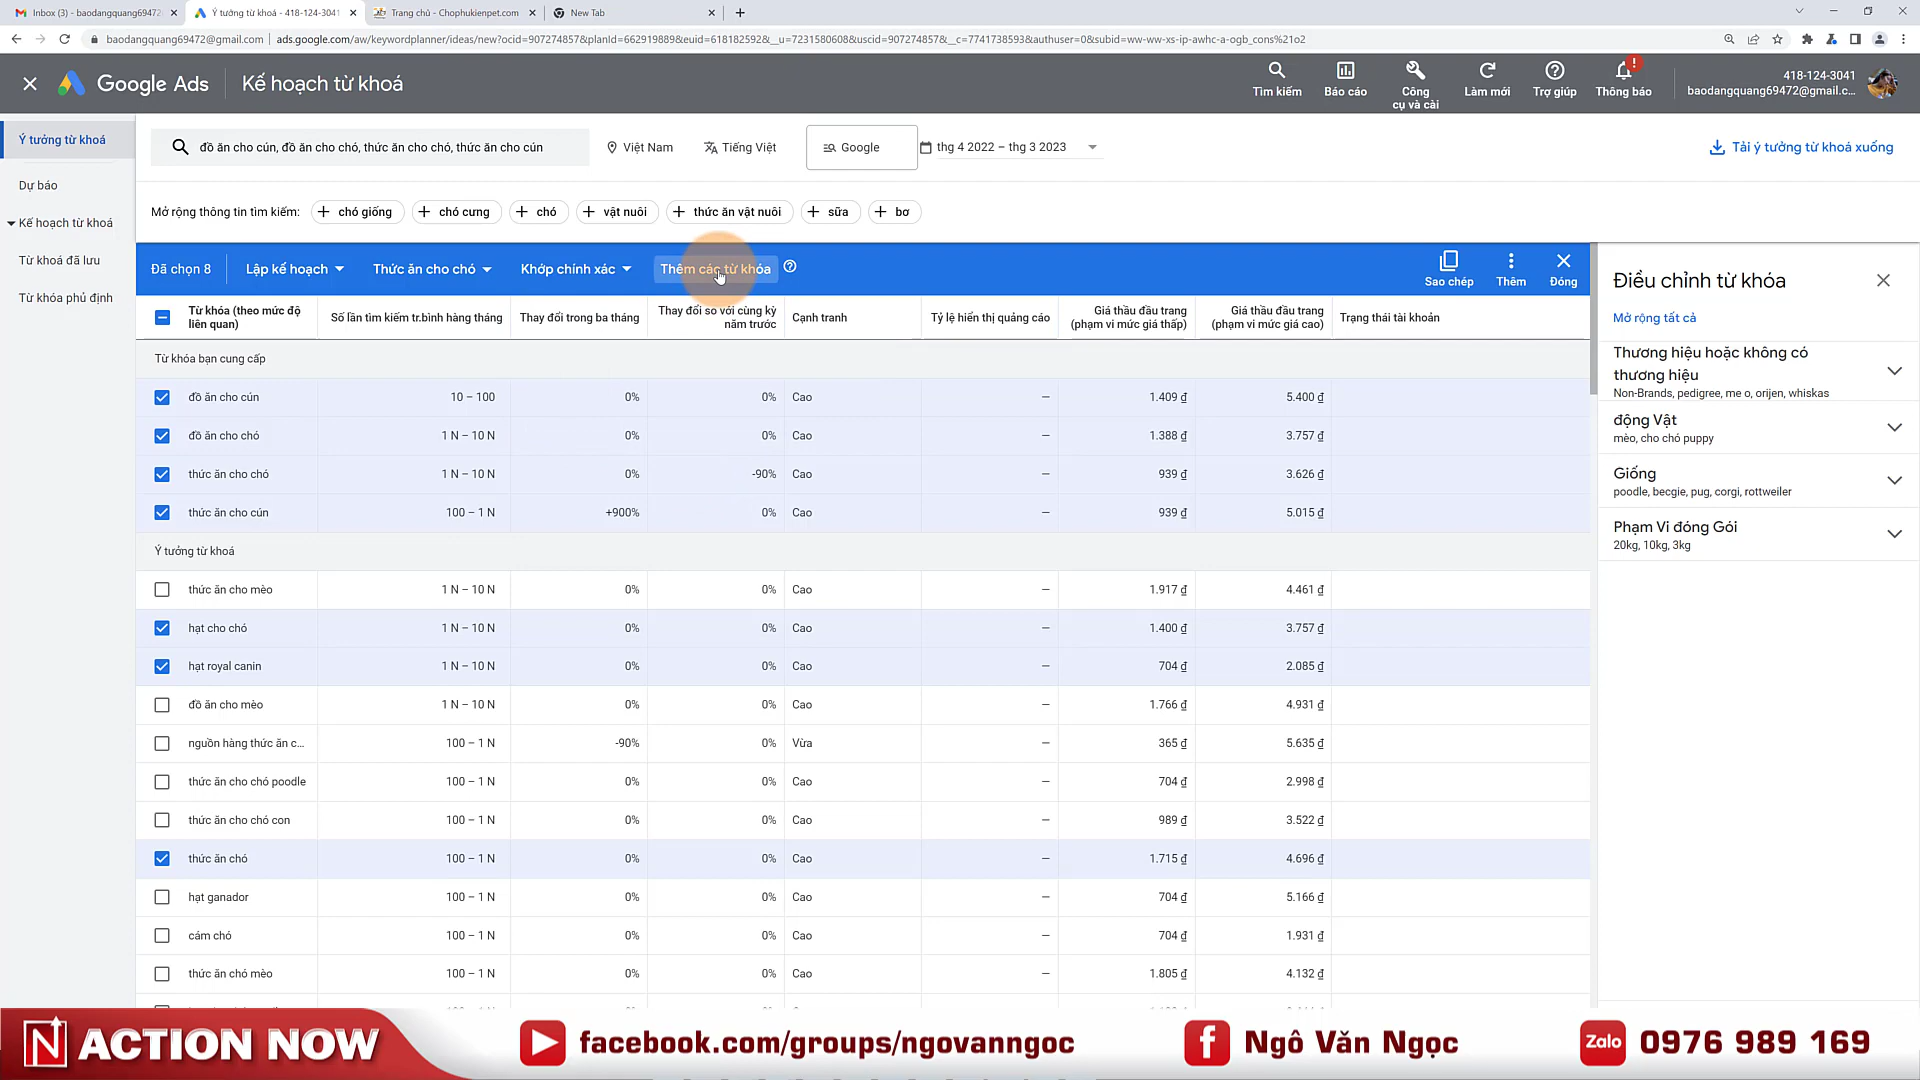 Inbox (3) - baodangquang69472
Ý tưởng từ khoá - 418-124-3041
Trang chủ - Chophukienpet.com
New Tab
baodangquang69472@gmail.com
ads.google.com/aw/keywordplanner/ideas/new?ocid=907274857&planId=662919889&euid=618182592&__u=7231580608&uscid=907274857&__c=7741738593&authuser=0&subid=ww-ww-xs-ip-awhc-a-ogb_cons%21o2
Google Ads
Kế hoạch từ khoá
Tìm kiếm
Báo cáo
Công
cụ và cài
Làm mới
Trợ giúp
Thông báo
418-124-3041
baodangquang69472@gmail.c...
Ý tưởng từ khoá
Dự báo
Kế hoạch từ khoá
Từ khoá đã lưu
Từ khóa phủ định
đồ ăn cho cún, đồ ăn cho chó, thức ăn cho chó, thức ăn cho cún
Việt Nam
Tiếng Việt
Google
thg 4 2022 – thg 3 2023
Tải ý tưởng từ khoá xuống
Mở rộng thông tin tìm kiếm:
chó giống
chó cưng
chó
vật nuôi
thức ăn vật nuôi
sữa
bơ
Đã chọn 8
Lập kế hoạch
Thức ăn cho chó
Khớp chính xác
Thêm các từ khóa
Sao chép
Thêm
Đóng
Từ khóa (theo mức độ
liên quan)
Số lần tìm kiếm tr.bình hàng tháng
Thay đổi trong ba tháng
Thay đổi so với cùng kỳ
năm trước
Cạnh tranh
Tỷ lệ hiển thị quảng cáo
Giá thầu đầu trang
(phạm vi mức giá thấp)
Giá thầu đầu trang
(phạm vi mức giá cao)
Trạng thái tài khoản
Từ khóa bạn cung cấp
đồ ăn cho cún 10 – 100 0% 0% Cao — 1.409 ₫ 5.400 ₫
đồ ăn cho chó 1 N – 10 N 0% 0% Cao — 1.388 ₫ 3.757 ₫
thức ăn cho chó 1 N – 10 N 0% -90% Cao — 939 ₫ 3.626 ₫
thức ăn cho cún 100 – 1 N +900% 0% Cao — 939 ₫ 5.015 ₫
Ý tưởng từ khoá
thức ăn cho mèo 1 N – 10 N 0% 0% Cao — 1.917 ₫ 4.461 ₫
hạt cho chó 1 N – 10 N 0% 0% Cao — 1.400 ₫ 3.757 ₫
hạt royal canin 1 N – 10 N 0% 0% Cao — 704 ₫ 2.085 ₫
đồ ăn cho mèo 1 N – 10 N 0% 0% Cao — 1.766 ₫ 4.931 ₫
nguồn hàng thức ăn c... 100 – 1 N -90% 0% Vừa — 365 ₫ 5.635 ₫
thức ăn cho chó poodle 100 – 1 N 0% 0% Cao — 704 ₫ 2.998 ₫
thức ăn cho chó con 100 – 1 N 0% 0% Cao — 989 ₫ 3.522 ₫
thức ăn chó 100 – 1 N 0% 0% Cao — 1.715 ₫ 4.696 ₫
hạt ganador 100 – 1 N 0% 0% Cao — 704 ₫ 5.166 ₫
cám chó 100 – 1 N 0% 0% Cao — 704 ₫ 1.931 ₫
thức ăn chó mèo 100 – 1 N 0% 0% Cao — 1.805 ₫ 4.132 ₫
Điều chỉnh từ khóa
Mở rộng tất cả
Thương hiệu hoặc không có
thương hiệu
Non-Brands, pedigree, me o, orijen, whiskas
động Vật
mèo, cho chó puppy
Giống
poodle, becgie, pug, corgi, rottweiler
Phạm Vi đóng Gói
20kg, 10kg, 3kg
N ACTION NOW
facebook.com/groups/ngovanngoc
Ngô Văn Ngọc
Zalo 0976 989 169